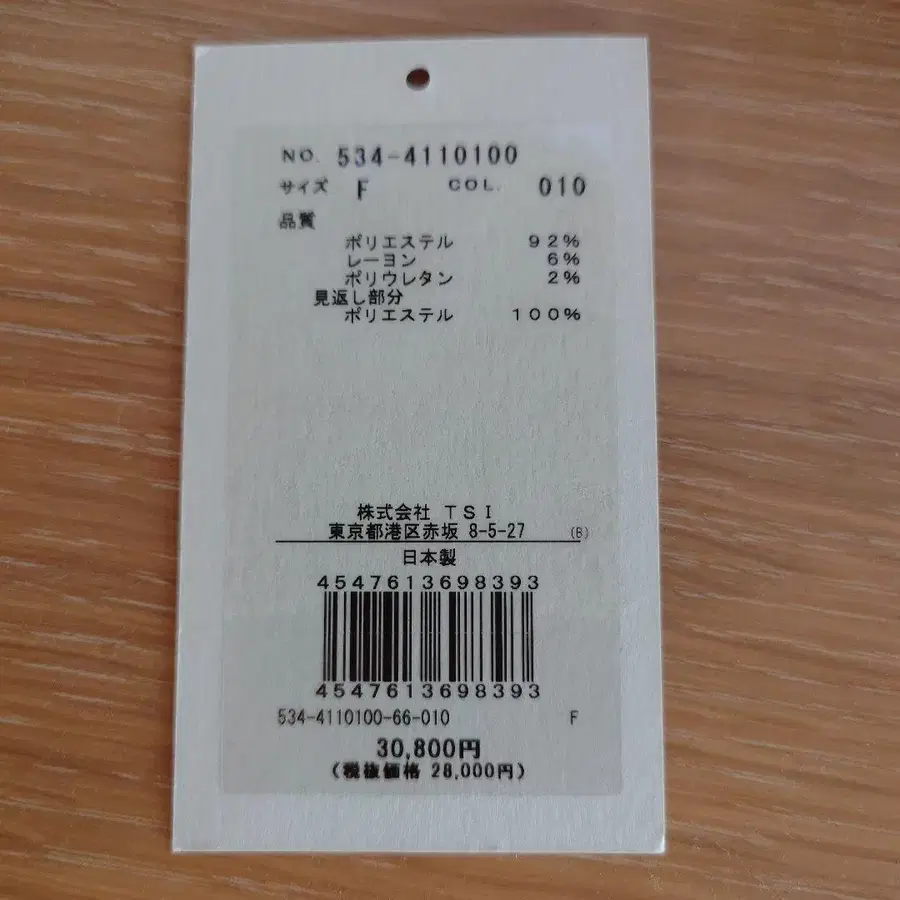 NO. 534-4110100
サイズ F COL. 010
品質
ポリエステル 92%
レーヨン 6%
ポリウレタン 2%
見返し部分
ポリエステル 100%
株式会社 TSI
東京都港区赤坂 8-5-27 (B)
日本製
4547613698393
4547613698393
534-4110100-66-010 F
30,800円
(税抜価格 28,000円)